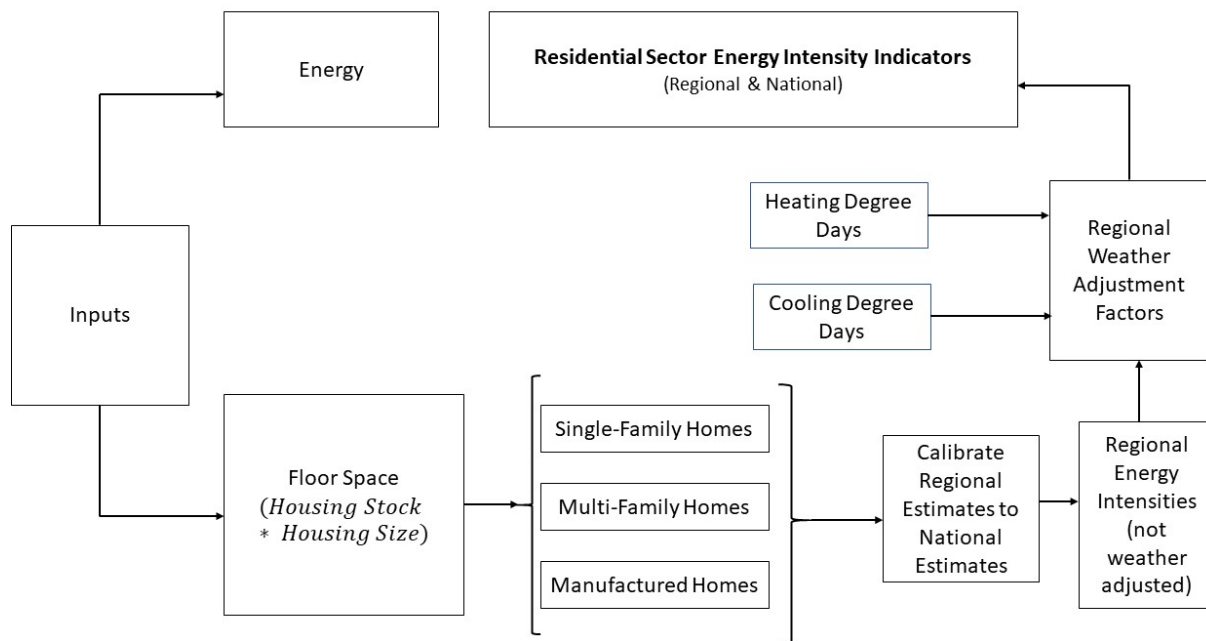 Energy
Residential Sector Energy Intensity Indicators
(Regional & National)
Inputs
Heating Degree
Days
Cooling Degree
Days
Regional
Weather
Adjustment
Factors
Floor Space
(Housing Stock
* Housing Size)
Single-Family Homes
Multi-Family Homes
Manufactured Homes
Calibrate
Regional
Estimates to
National
Estimates
Regional
Energy
Intensities
(not
weather
adjusted)